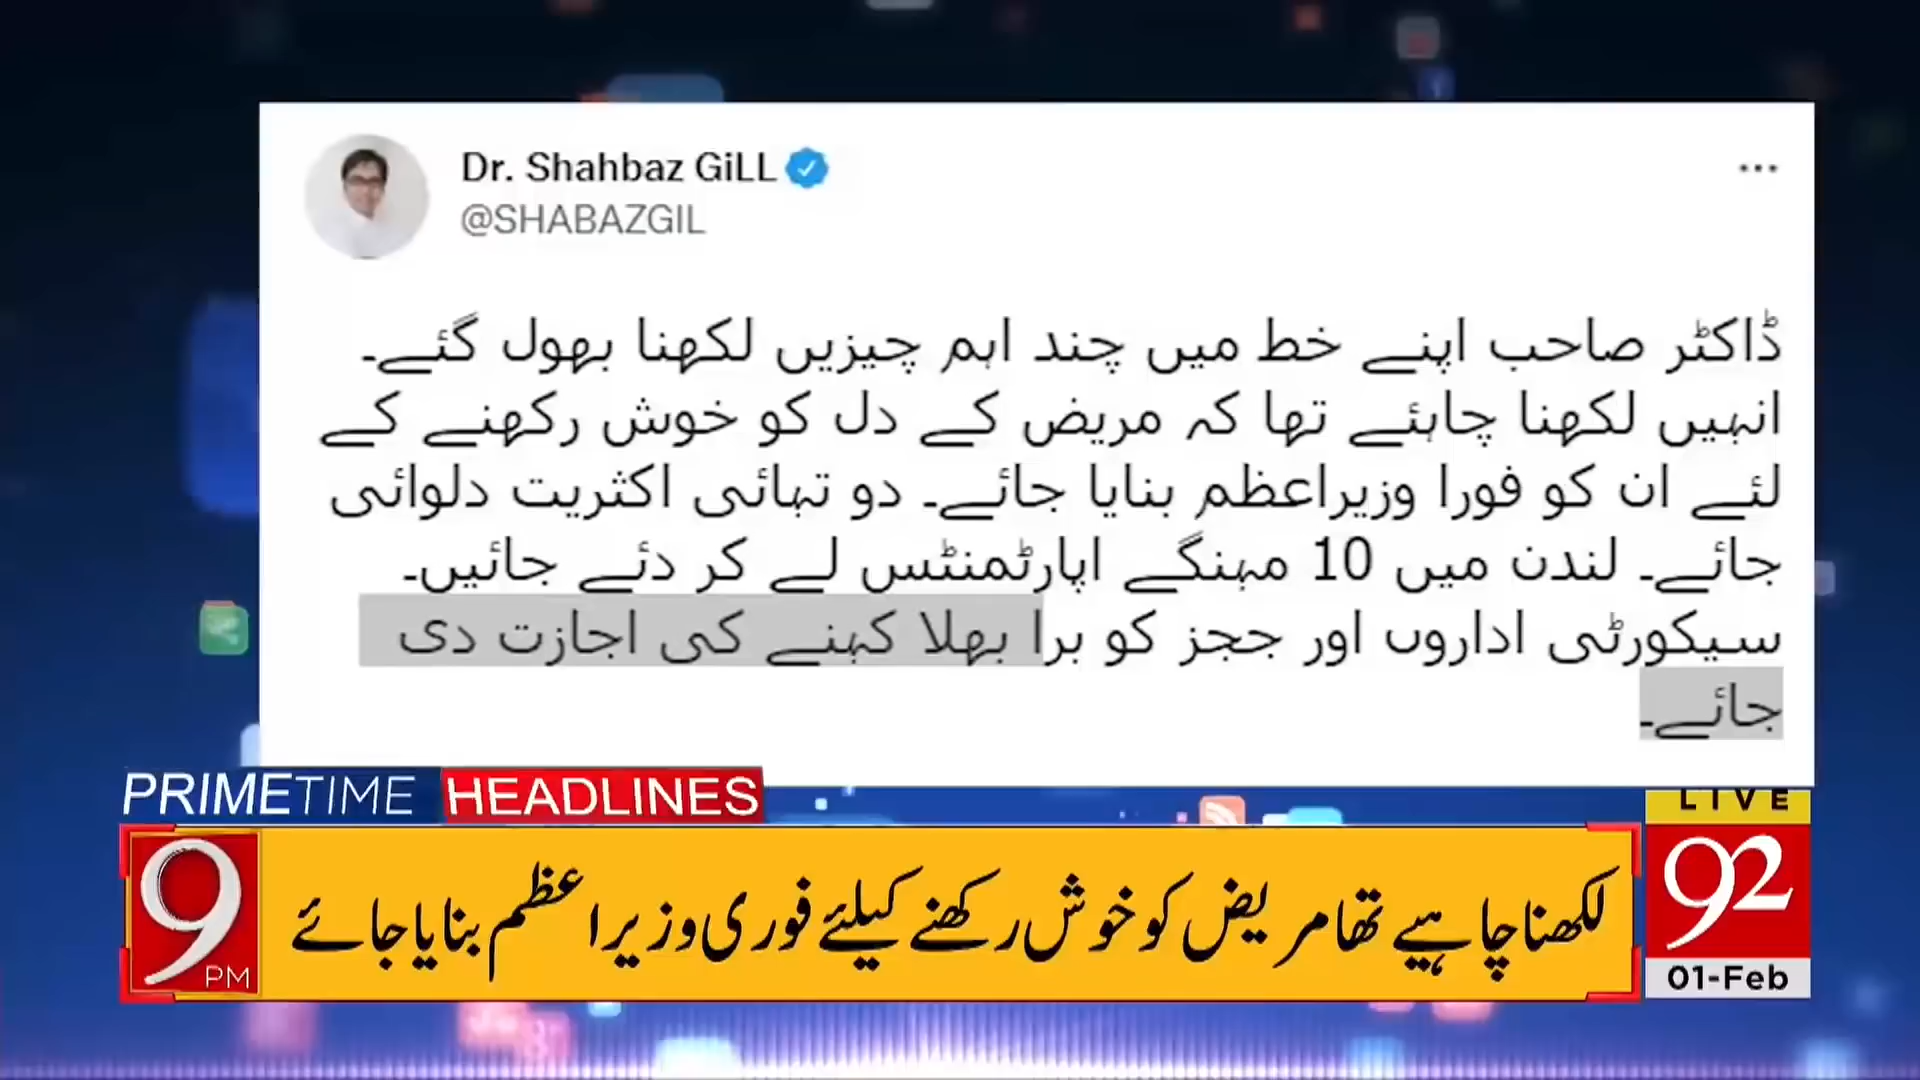 Dr. Shahbaz GiLL
@SHABAZGIL
ڈاکٹر صاحب اپنے خط میں چند اہم چیزیں لکھنا بھول گئے۔
انہیں لکھنا چاہئے تھا کہ مریض کے دل کو خوش رکھنے کے
لئے ان کو فورا وزیراعظم بنایا جائے۔ دو تہائی اکثریت دلوائی
جائے۔ لندن میں 10 مہنگے اپارٹمنٹس لے کر دئے جائیں۔
سیکورٹی اداروں اور ججز کو برا بھلا کہنے کی اجازت دی
جائے۔
PRIMETIME HEADLINES
LIVE
9 PM
لکھنا چاہیے تھا مریض کو خوش رکھنے کیلئے فوری وزیراعظم بنایا جائے
92
01-Feb